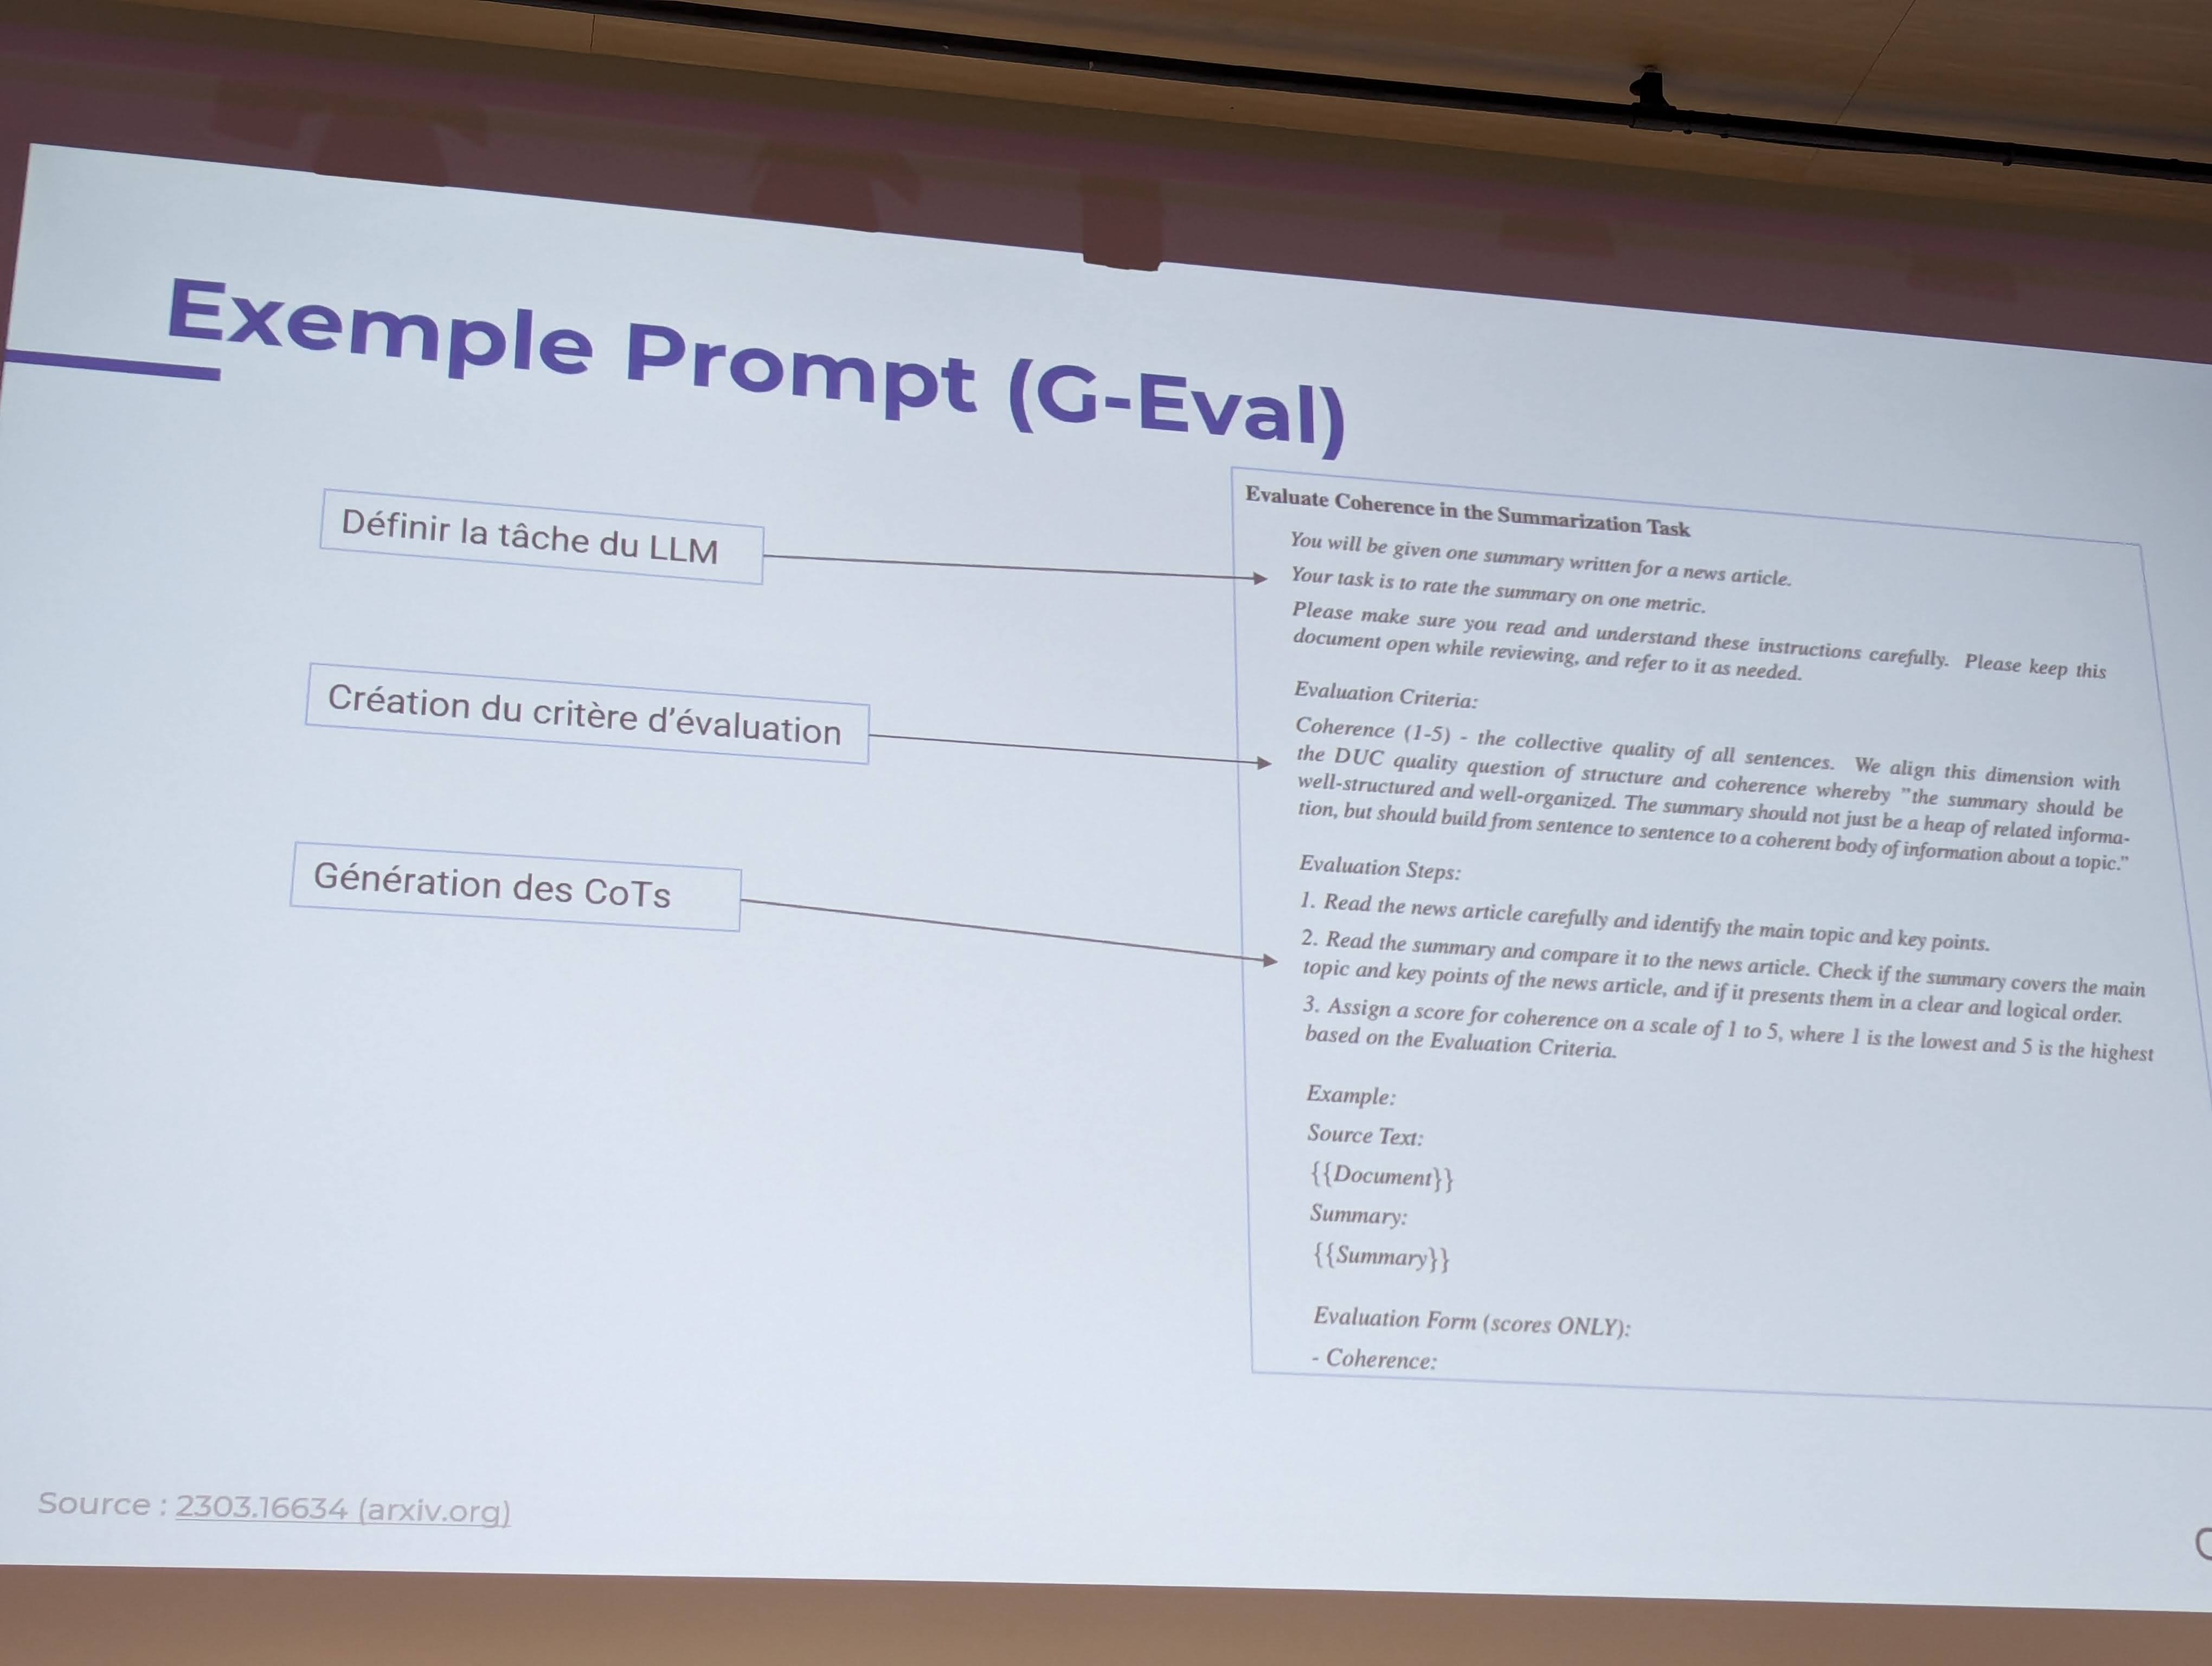 Exemple Prompt (G-Eval)
Définir la tâche du LLM
Création du critère d'évaluation
Génération des CoTs
Evaluate Coherence in the Summarization Task
You will be given one summary written for a news article.
Your task is to rate the summary on one metric.
Please make sure you read and understand these instructions carefully. Please keep this
document open while reviewing, and refer to it as needed.
Evaluation Criteria:
Coherence (1-5) - the collective quality of all sentences. We align this dimension with
the DUC quality question of structure and coherence whereby "the summary should be
well-structured and well-organized. The summary should not just be a heap of related informa-
tion, but should build from sentence to sentence to a coherent body of information about a topic."
Evaluation Steps:
1. Read the news article carefully and identify the main topic and key points.
2. Read the summary and compare it to the news article. Check if the summary covers the main
topic and key points of the news article, and if it presents them in a clear and logical order.
3. Assign a score for coherence on a scale of 1 to 5, where 1 is the lowest and 5 is the highest
based on the Evaluation Criteria.
Example:
Source Text:
{{Document}}
Summary:
{{Summary}}
Evaluation Form (scores ONLY):
- Coherence:
Source : 2303.16634 (arxiv.org)